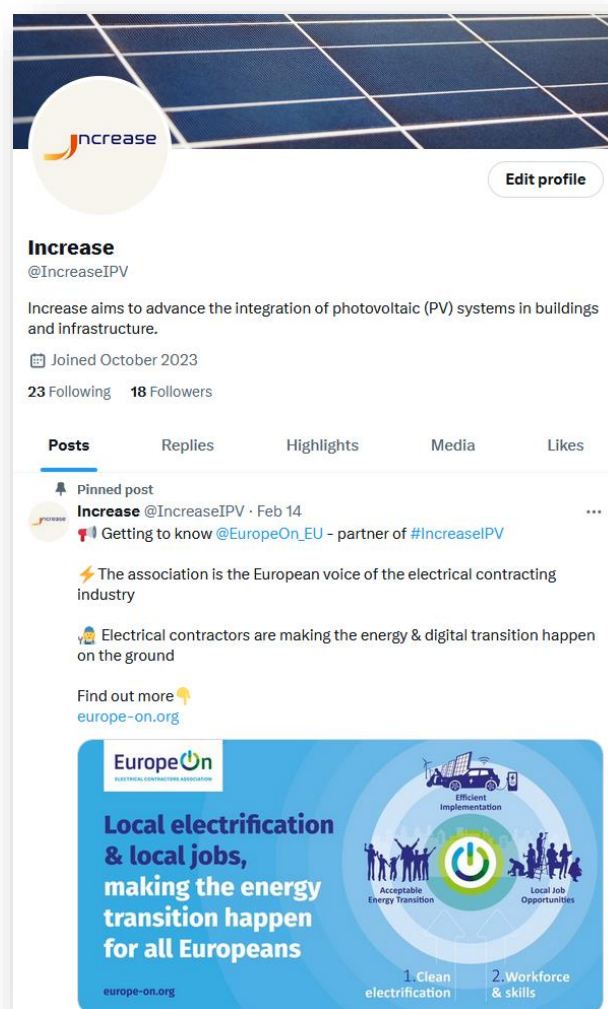 Increase
Edit profile
Increase
@IncreaseIPV
Increase aims to advance the integration of photovoltaic (PV) systems in buildings
and infrastructure.
Joined October 2023
23 Following 18 Followers
Posts Replies Highlights Media Likes
Pinned post
Increase @IncreaseIPV · Feb 14
Increase
📢 Getting to know @EuropeOn_EU - partner of #IncreaseIPV
⚡The association is the European voice of the electrical contracting
industry
👩‍🔧 Electrical contractors are making the energy & digital transition happen
on the ground
Find out more👇
europe-on.org
EuropeOn
ELECTRICAL CONTRACTORS ASSOCIATION
Local electrification
& local jobs,
making the energy
transition happen
for all Europeans
europe-on.org
Efficient
Implementation
Acceptable
Energy Transition
Local Job
Opportunities
1.Clean
electrification
2.Workforce
& skills